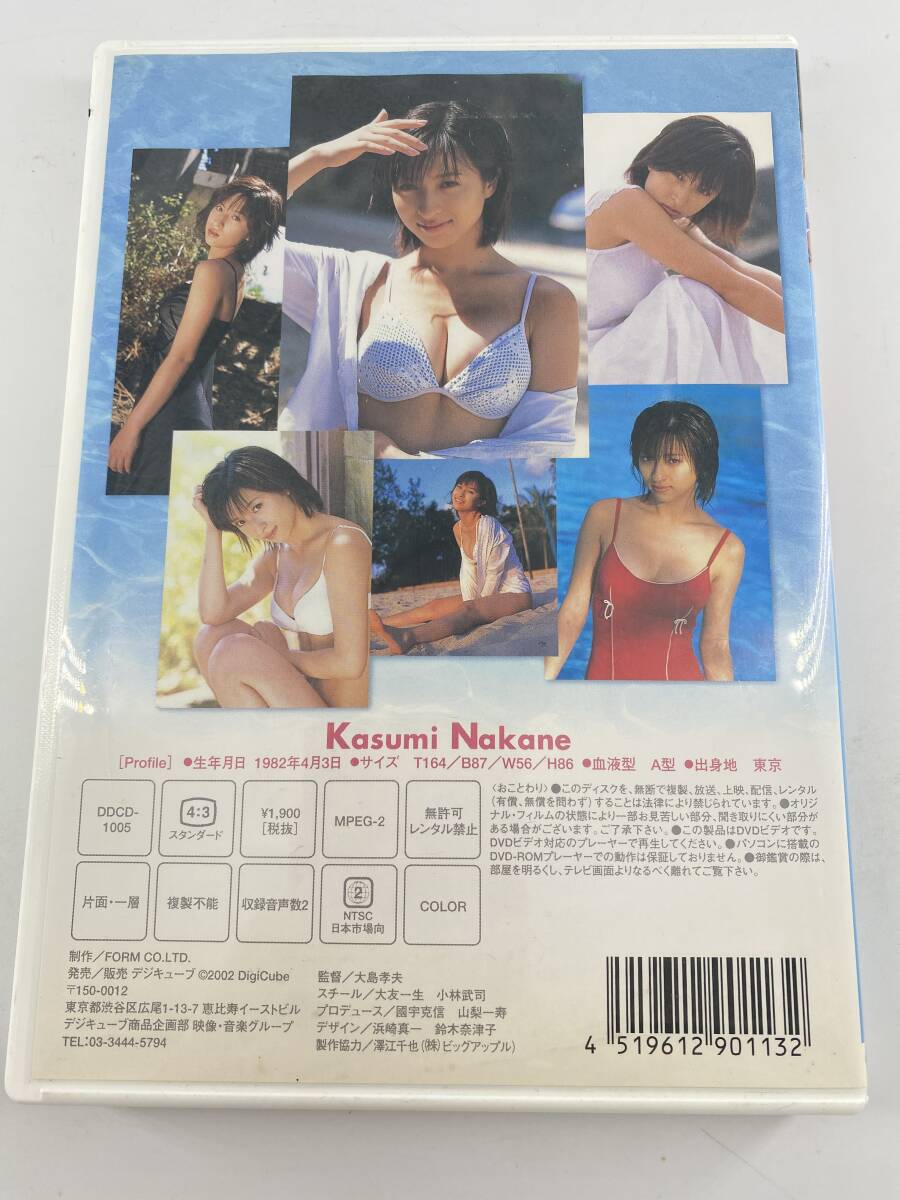 Kasumi Nakane
[Profile] ●生年月日 1982年4月3日 ●サイズ T164/B87/W56/H86 ●血液型 A型 ●出身地 東京
DDCD-
1005
4:3
スタンダード
¥1,900
[税抜]
MPEG-2
無許可
レンタル禁止
片面・一層
複製不能
収録音声数2
2
NTSC
日本市場向
COLOR
〈おことわり〉●このディスクを、無断で複製、放送、上映、配信、レンタル
(有償、無償を問わず)することは法律により禁じられています。●オリジ
ナル・フィルムの状態により一部お見苦しい部分、聞き取りにくい部分が
ある場合がございます。ご了承下さい。●この製品はDVDビデオです。
DVDビデオ対応のプレーヤーで再生してください。●パソコンに搭載の
DVD-ROMプレーヤーでの動作は保証しておりません。●御鑑賞の際は、
部屋を明るくし、テレビ画面よりなるべく離れてご覧下さい。
制作/FORM CO.LTD.
発売/販売 デジキューブ ©2002 DigiCube
〒150-0012
東京都渋谷区広尾1-13-7 恵比寿イーストビル
デジキューブ商品企画部 映像・音楽グループ
TEL:03-3444-5794
監督/大島孝夫
スチール/大友一生 小林武司
プロデュース/國宇克信 山梨一寿
デザイン/浜崎真一 鈴木奈津子
製作協力/澤江千也(㈱ビッグアップル)
4 519612 901132